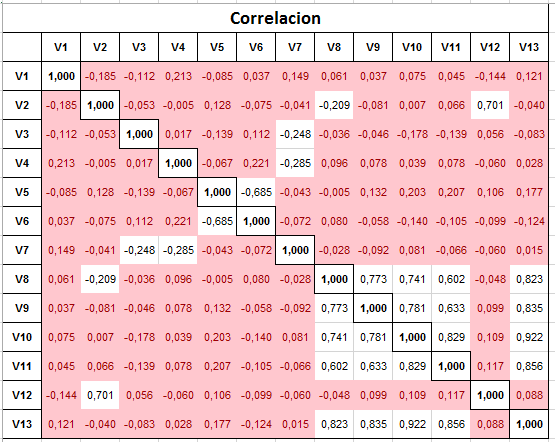 Correlacion
V1 V2 V3 V4 V5 V6 V7 V8 V9 V10 V11 V12 V13
V1 1,000 -0,185 -0,112 0,213 -0,085 0,037 0,149 0,061 0,037 0,075 0,045 -0,144 0,121
V2 -0,185 1,000 -0,053 -0,005 0,128 -0,075 -0,041 -0,209 -0,081 0,007 0,066 0,701 -0,040
V3 -0,112 -0,053 1,000 0,017 -0,139 0,112 -0,248 -0,036 -0,046 -0,178 -0,139 0,056 -0,083
V4 0,213 -0,005 0,017 1,000 -0,067 0,221 -0,285 0,096 0,078 0,039 0,078 -0,060 0,028
V5 -0,085 0,128 -0,139 -0,067 1,000 -0,685 -0,043 -0,005 0,132 0,203 0,207 0,106 0,177
V6 0,037 -0,075 0,112 0,221 -0,685 1,000 -0,072 0,080 -0,058 -0,140 -0,105 -0,099 -0,124
V7 0,149 -0,041 -0,248 -0,285 -0,043 -0,072 1,000 -0,028 -0,092 0,081 -0,066 -0,060 0,015
V8 0,061 -0,209 -0,036 0,096 -0,005 0,080 -0,028 1,000 0,773 0,741 0,602 -0,048 0,823
V9 0,037 -0,081 -0,046 0,078 0,132 -0,058 -0,092 0,773 1,000 0,781 0,633 0,099 0,835
V10 0,075 0,007 -0,178 0,039 0,203 -0,140 0,081 0,741 0,781 1,000 0,829 0,109 0,922
V11 0,045 0,066 -0,139 0,078 0,207 -0,105 -0,066 0,602 0,633 0,829 1,000 0,117 0,856
V12 -0,144 0,701 0,056 -0,060 0,106 -0,099 -0,060 -0,048 0,099 0,109 0,117 1,000 0,088
V13 0,121 -0,040 -0,083 0,028 0,177 -0,124 0,015 0,823 0,835 0,922 0,856 0,088 1,000